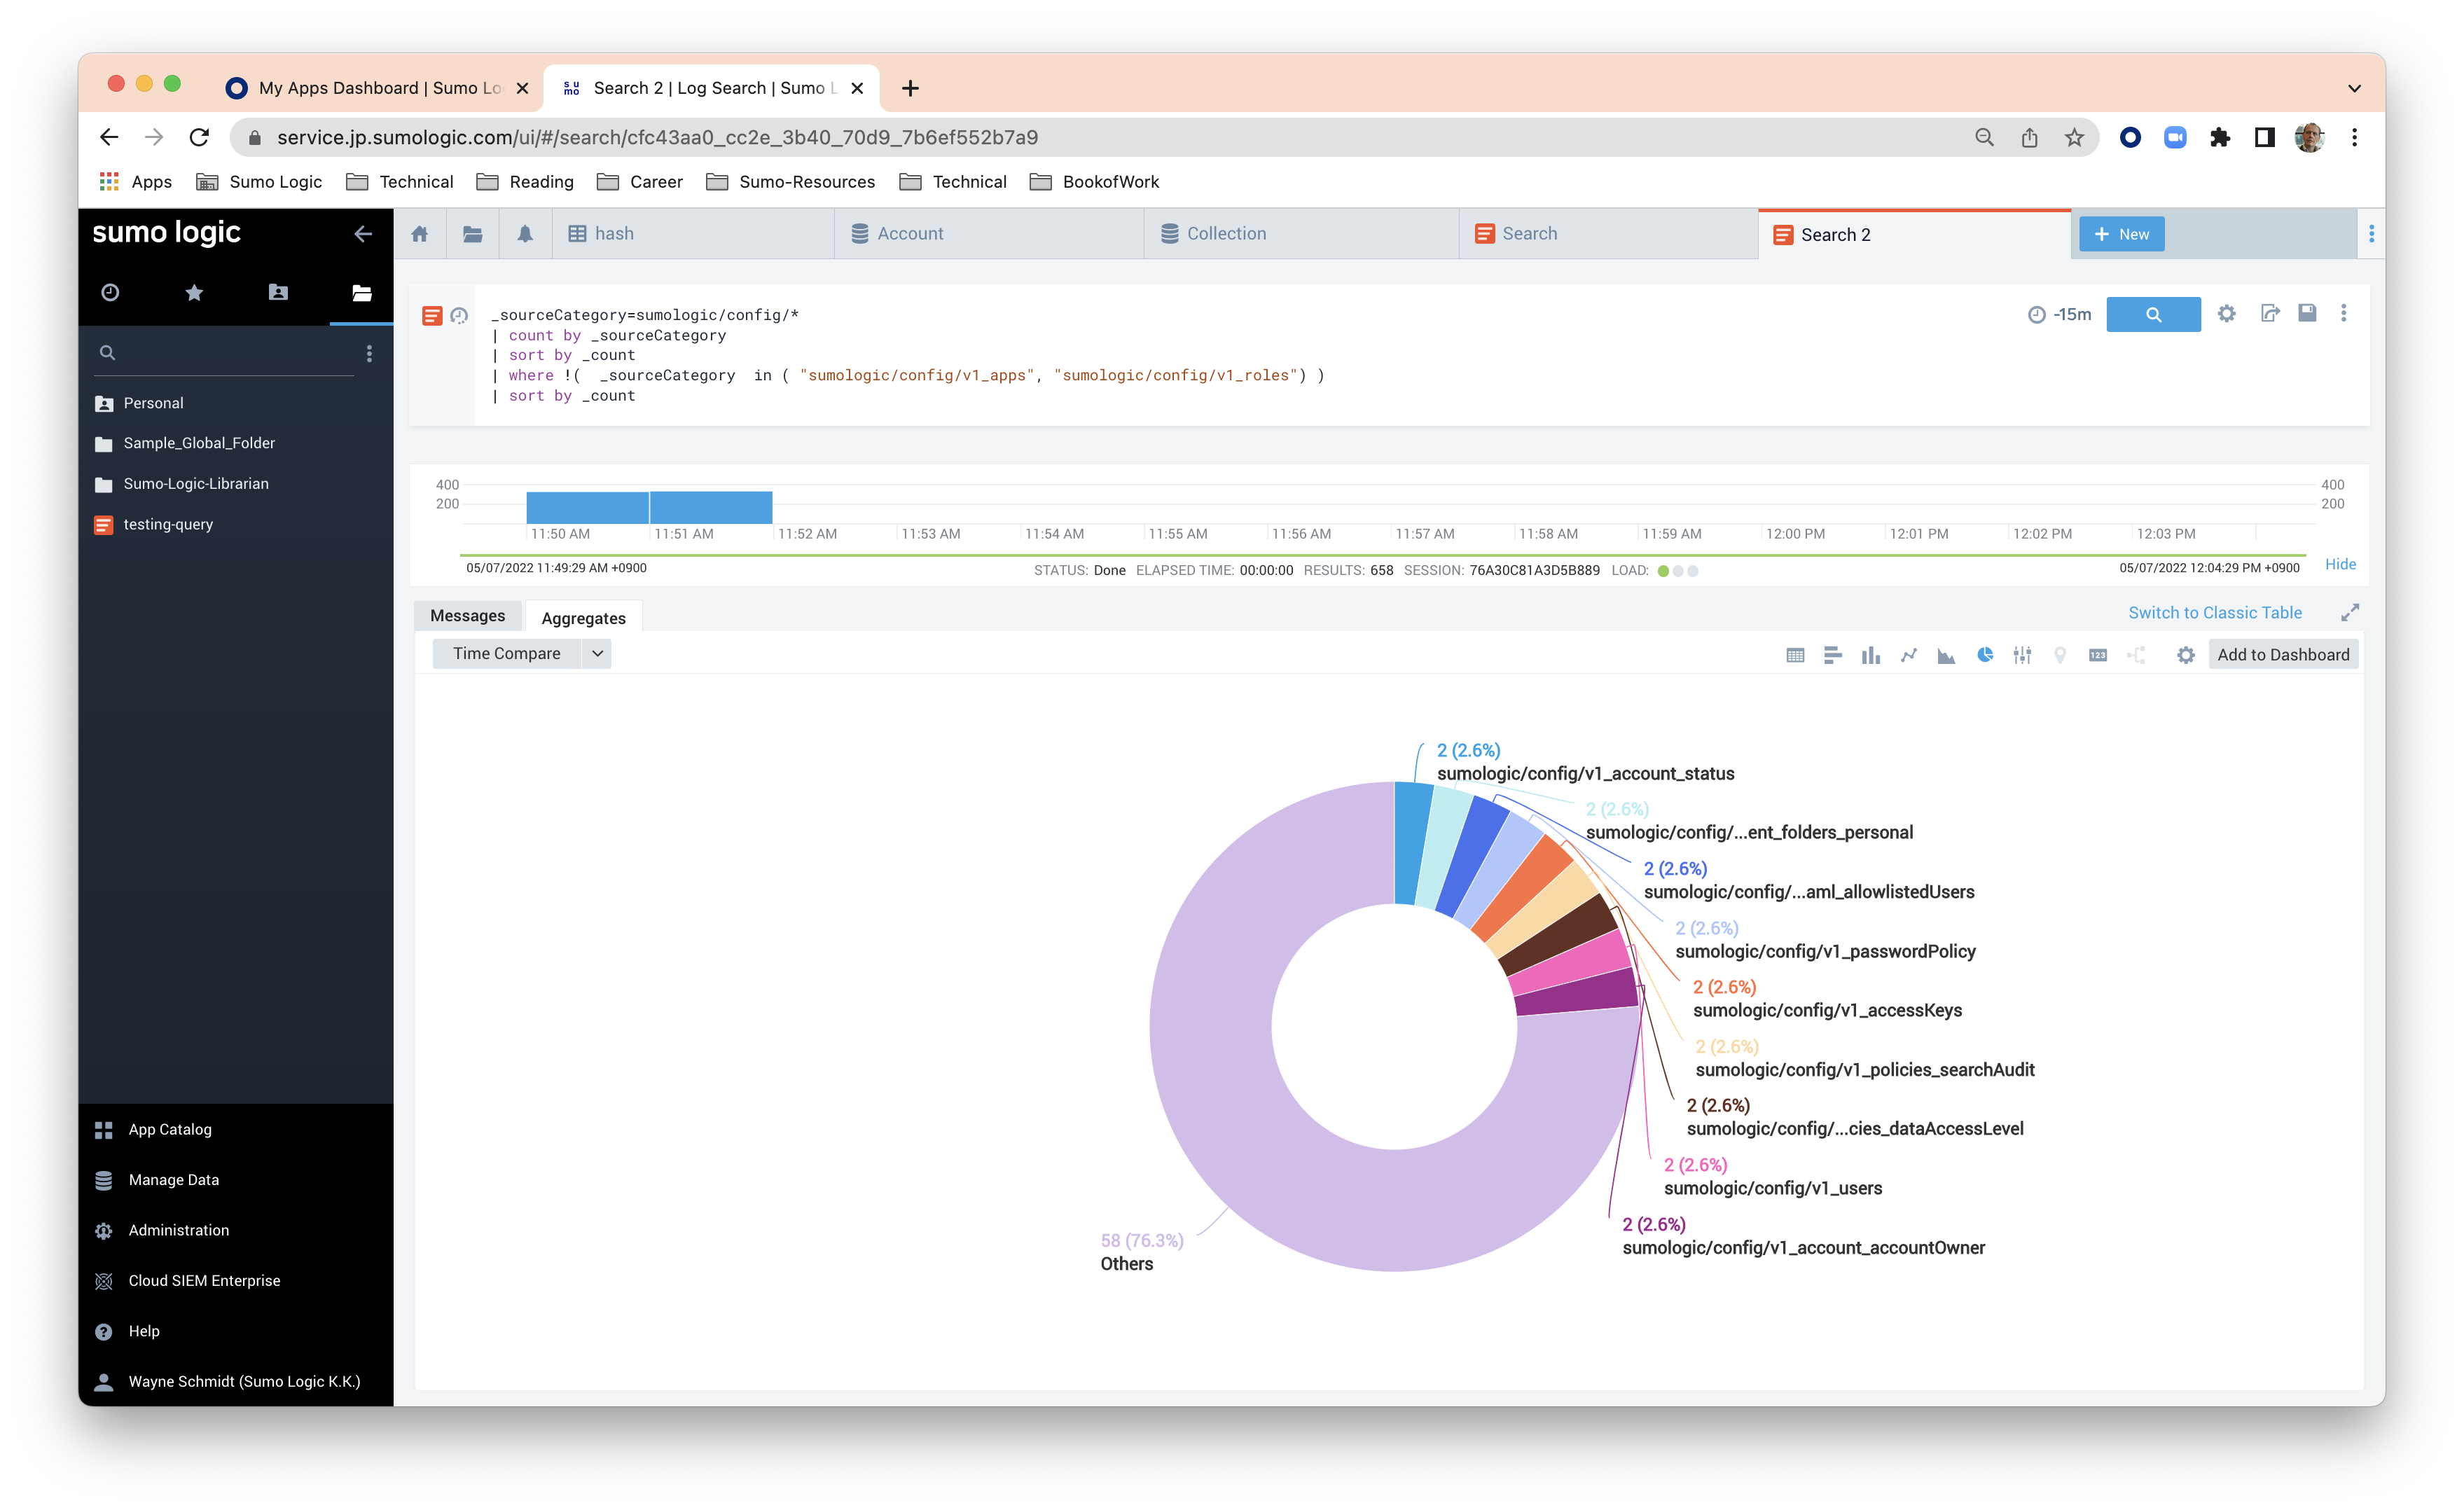 My Apps Dashboard | Sumo Lo
Search 2 | Log Search | Sumo L
service.jp.sumologic.com/ui/#/search/cfc43aa0_cc2e_3b40_70d9_7b6ef552b7a9
Apps Sumo Logic Technical Reading Career Sumo-Resources Technical BookofWork
sumo logic
hash Account Collection Search Search 2 + New
Personal
Sample_Global_Folder
Sumo-Logic-Librarian
testing-query
App Catalog
Manage Data
Administration
Cloud SIEM Enterprise
Help
Wayne Schmidt (Sumo Logic K.K.)
_sourceCategory=sumologic/config/*
| count by _sourceCategory
| sort by _count
| where !(  _sourceCategory  in ( "sumologic/config/v1_apps", "sumologic/config/v1_roles") )
| sort by _count
-15m
400 400
200 200
11:50 AM 11:51 AM 11:52 AM 11:53 AM 11:54 AM 11:55 AM 11:56 AM 11:57 AM 11:58 AM 11:59 AM 12:00 PM 12:01 PM 12:02 PM 12:03 PM
05/07/2022 11:49:29 AM +0900
STATUS: Done ELAPSED TIME: 00:00:00 RESULTS: 658 SESSION: 76A30C81A3D5B889 LOAD:
05/07/2022 12:04:29 PM +0900
Hide
Messages Aggregates
Switch to Classic Table
Time Compare
123
Add to Dashboard
2 (2.6%)
sumologic/config/v1_account_status
2 (2.6%)
sumologic/config/...ent_folders_personal
2 (2.6%)
sumologic/config/...aml_allowlistedUsers
2 (2.6%)
sumologic/config/v1_passwordPolicy
2 (2.6%)
sumologic/config/v1_accessKeys
2 (2.6%)
sumologic/config/v1_policies_searchAudit
2 (2.6%)
sumologic/config/...cies_dataAccessLevel
2 (2.6%)
sumologic/config/v1_users
2 (2.6%)
sumologic/config/v1_account_accountOwner
58 (76.3%)
Others